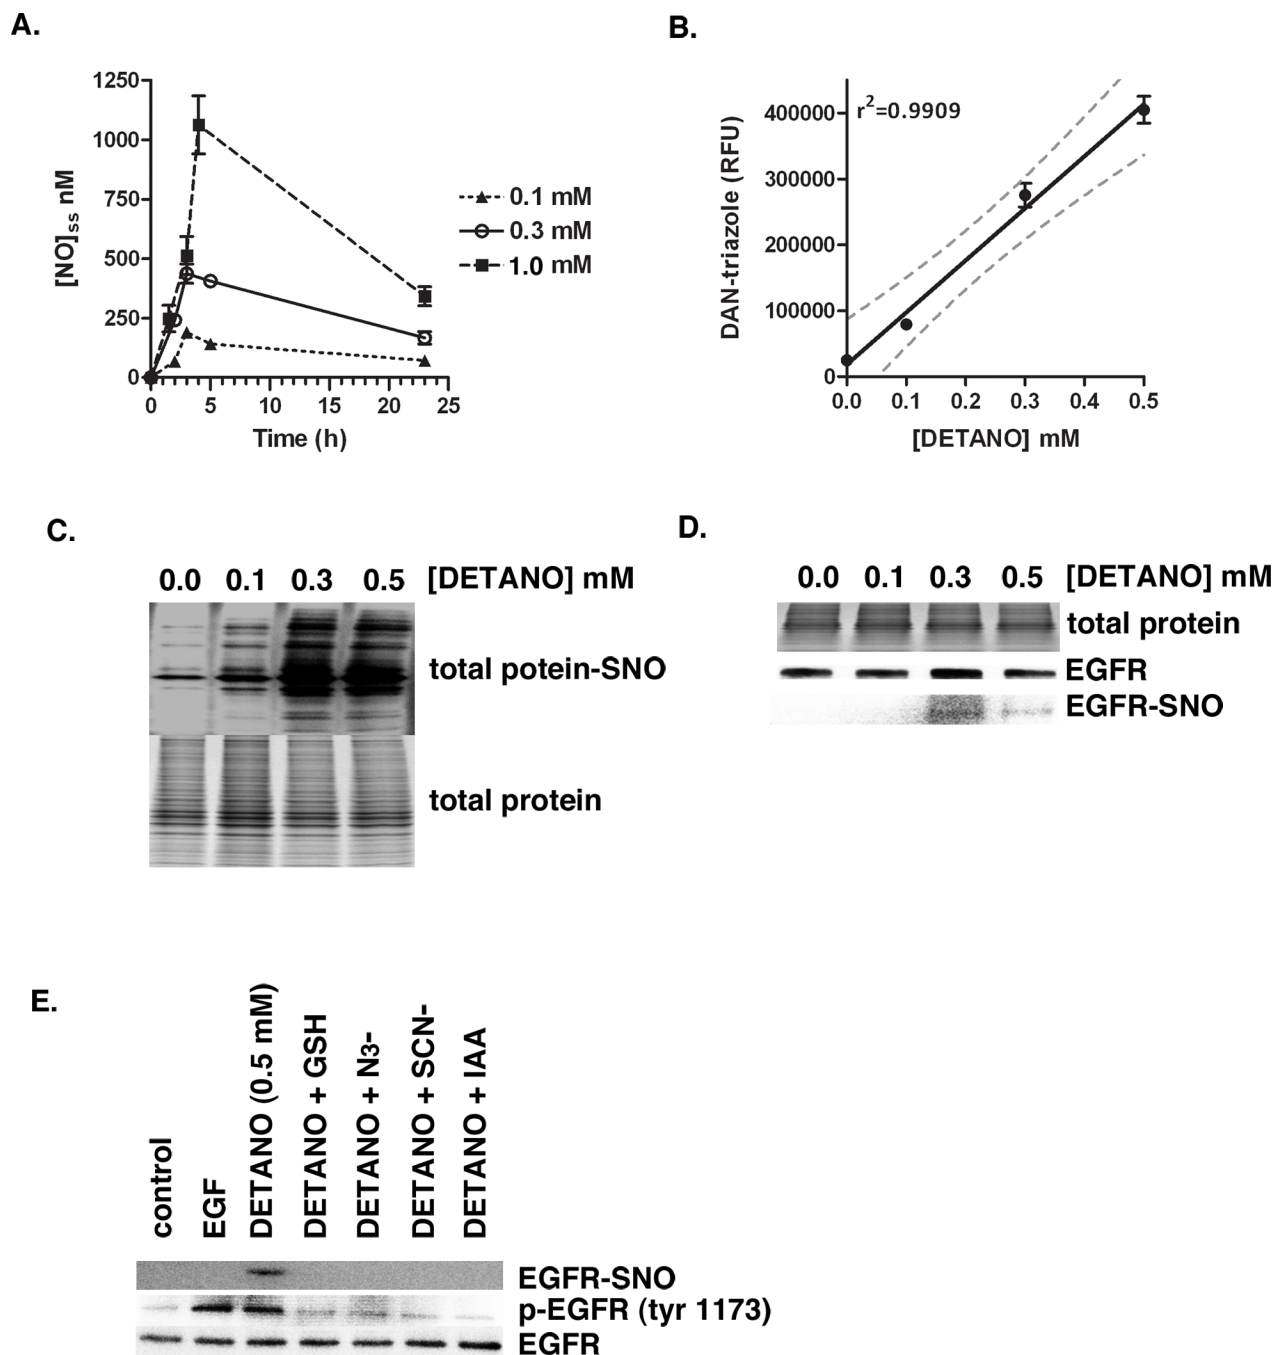 A.
[NO]ss nM
1250
1000
750
500
250
0
0 5 10 15 20 25
Time (h)
0.1 mM
0.3 mM
1.0 mM
B.
DAN-triazole (RFU)
r2=0.9909
400000
300000
200000
100000
0
0.0 0.1 0.2 0.3 0.4 0.5
[DETANO] mM
C.
0.0 0.1 0.3 0.5 [DETANO] mM
total potein-SNO
total protein
D.
0.0 0.1 0.3 0.5 [DETANO] mM
total protein
EGFR
EGFR-SNO
E.
control
EGF
DETANO (0.5 mM)
DETANO + GSH
DETANO + N3-
DETANO + SCN-
DETANO + IAA
EGFR-SNO
p-EGFR (tyr 1173)
EGFR